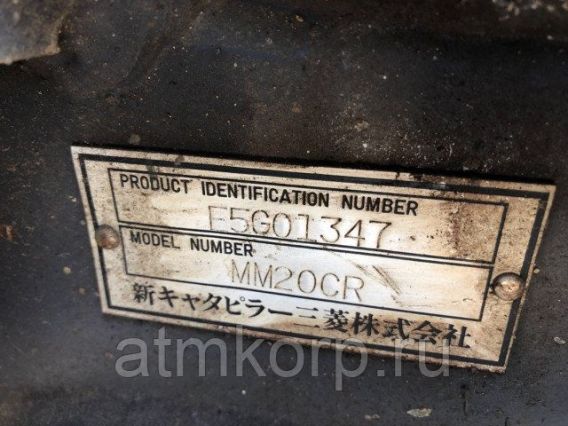 PRODUCT IDENTIFICATION NUMBER
F5G01347
MODEL NUMBER
MM20CR
新キャタピラー三菱株式会社
atmkorp.ru